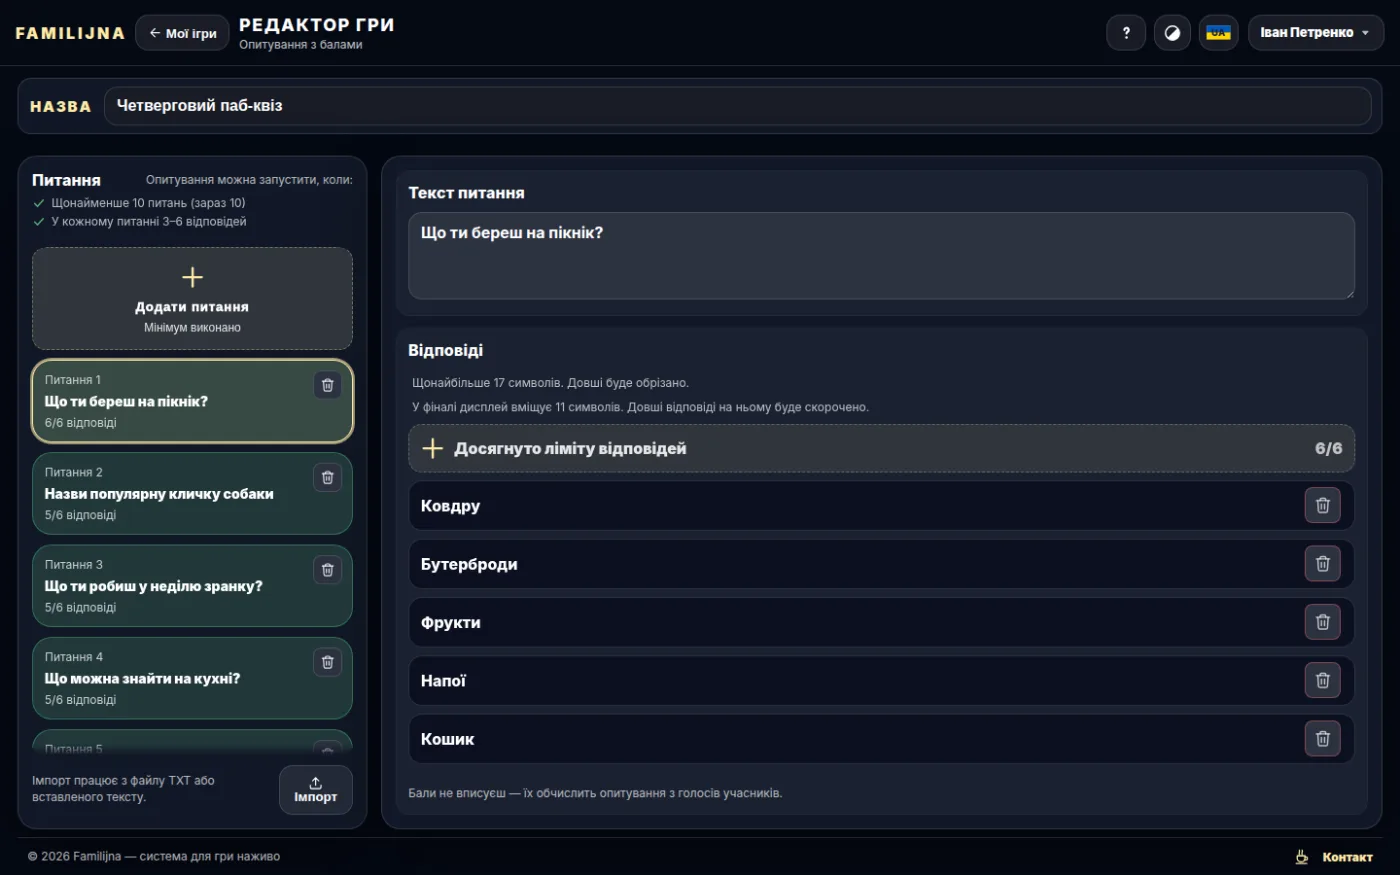 FAMILIJNA
← Мої ігри
РЕДАКТОР ГРИ
Опитування з балами
?
UA
Іван Петренко
НАЗВА
Четверговий паб-квіз
Питання
Опитування можна запустити, коли:
Щонайменше 10 питань (зараз 10)
У кожному питанні 3–6 відповідей
Додати питання
Мінімум виконано
Питання 1
Що ти береш на пікнік?
6/6 відповіді
Питання 2
Назви популярну кличку собаки
5/6 відповіді
Питання 3
Що ти робиш у неділю зранку?
5/6 відповіді
Питання 4
Що можна знайти на кухні?
5/6 відповіді
Питання 5
Імпорт працює з файлу TXT або
вставленого тексту.
Імпорт
Текст питання
Що ти береш на пікнік?
Відповіді
Щонайбільше 17 символів. Довші буде обрізано.
У фіналі дисплей вміщує 11 символів. Довші відповіді на ньому буде скорочено.
Досягнуто ліміту відповідей
6/6
Ковдру
Бутерброди
Фрукти
Напої
Кошик
Бали не вписуєш — їх обчислить опитування з голосів учасників.
© 2026 Familijna — система для гри наживо
Контакт